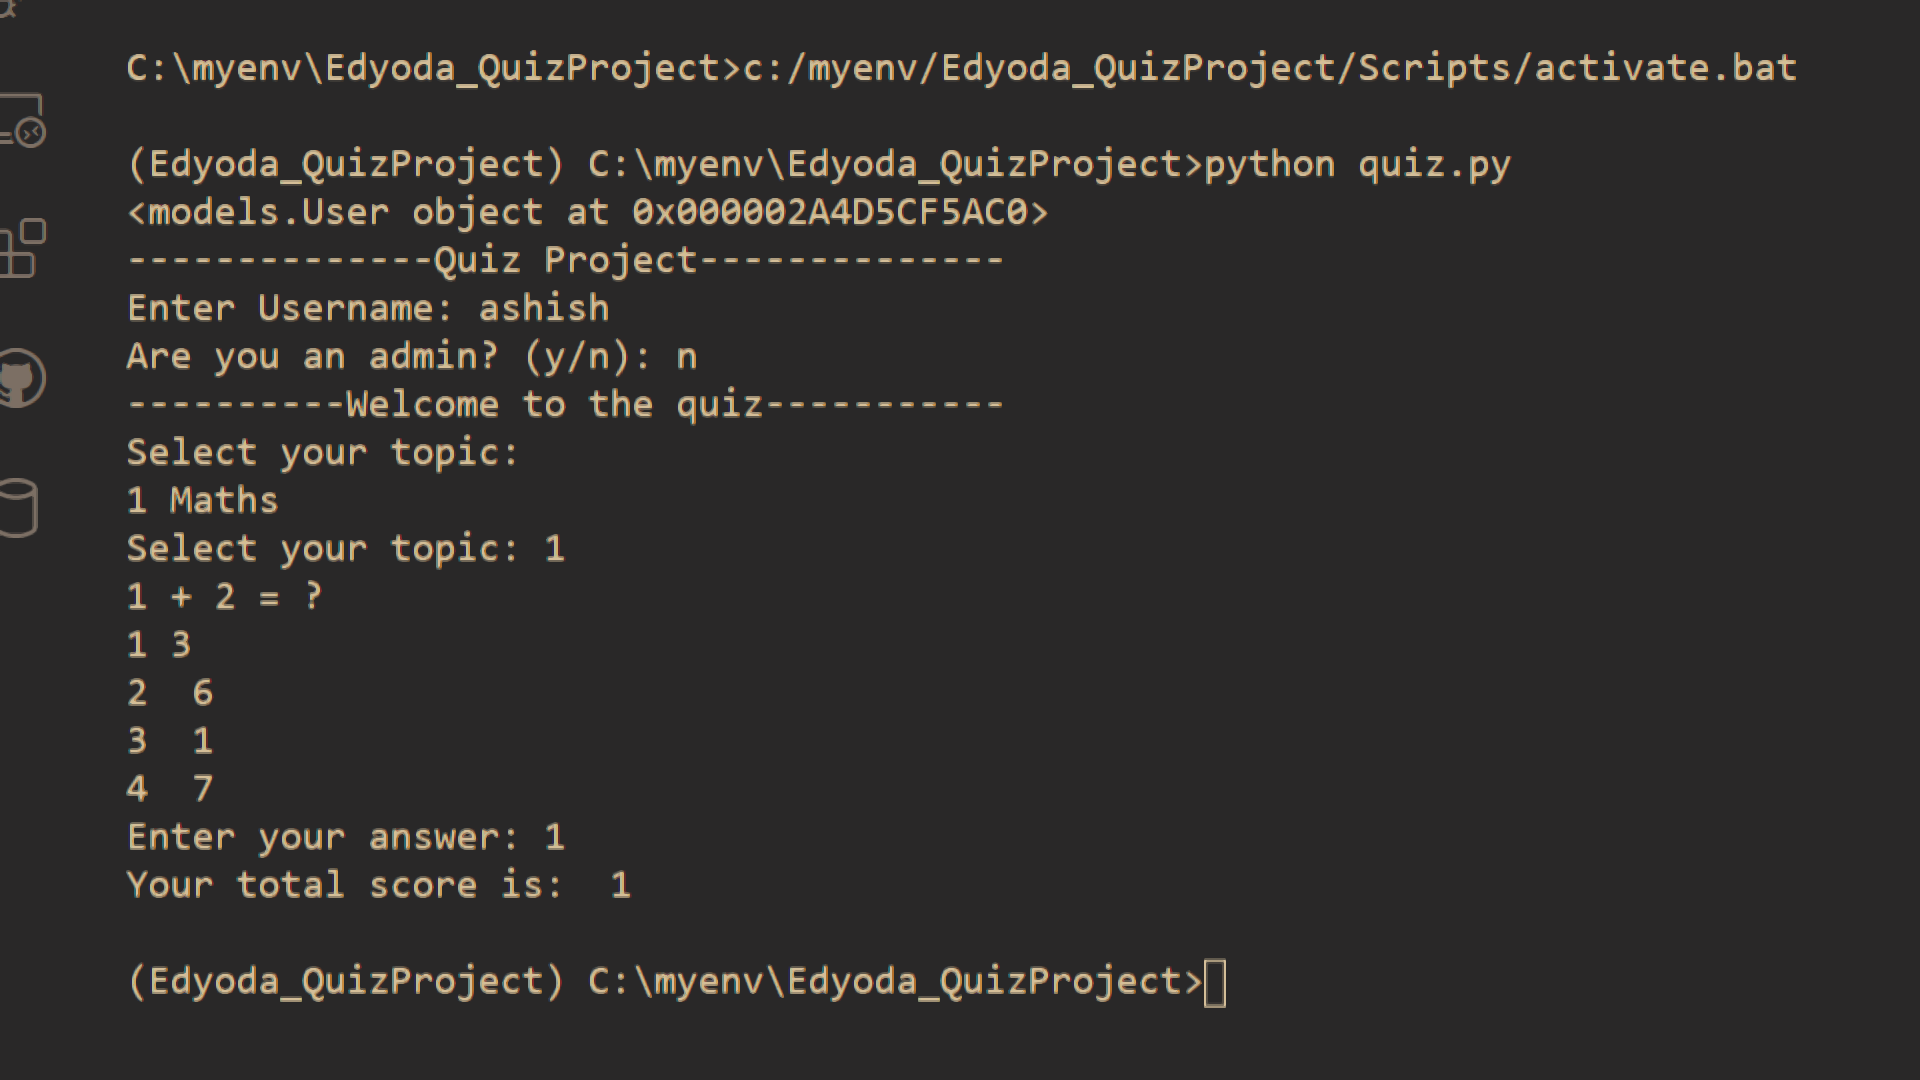 C:\myenv\Edyoda_QuizProject>c:/myenv/Edyoda_QuizProject/Scripts/activate.bat
(Edyoda_QuizProject) C:\myenv\Edyoda_QuizProject>python quiz.py
<models.User object at 0x000002A4D5CF5AC0>
--------------Quiz Project--------------
Enter Username: ashish
Are you an admin? (y/n): n
----------Welcome to the quiz-----------
Select your topic:
1 Maths
Select your topic: 1
1 + 2 = ?
1 3
2  6
3  1
4  7
Enter your answer: 1
Your total score is:  1
(Edyoda_QuizProject) C:\myenv\Edyoda_QuizProject>